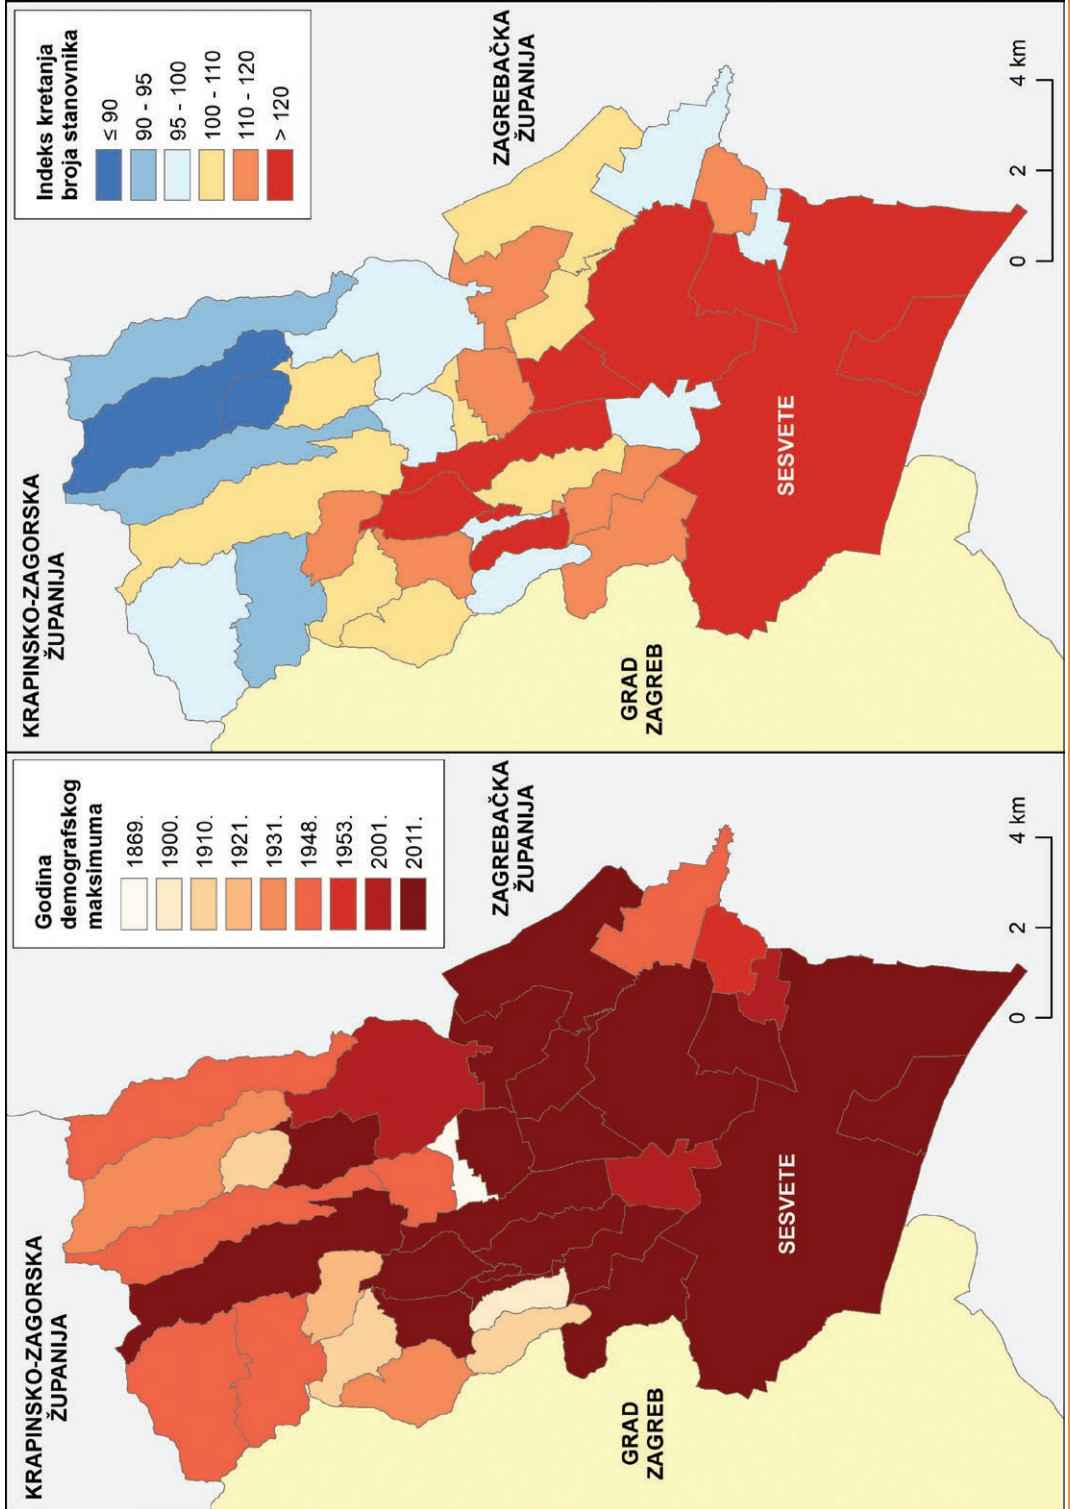 KRAPINSKO-ZAGORSKA
ŽUPANIJA
Godina
demografskog
maksimuma
1869.
1900.
1910.
1921.
1931.
1948.
1953.
2001.
2011.
ZAGREBAČKA
ŽUPANIJA
GRAD
ZAGREB
SESVETE
0 2 4 km
KRAPINSKO-ZAGORSKA
ŽUPANIJA
Indeks kretanja
broja stanovnika
≤ 90
90 - 95
95 - 100
100 - 110
110 - 120
> 120
ZAGREBAČKA
ŽUPANIJA
GRAD
ZAGREB
SESVETE
0 2 4 km